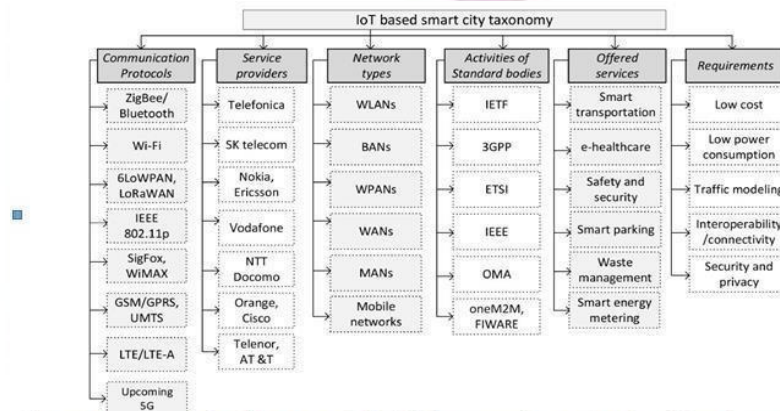 IoT based smart city taxonomy
Communication
Protocols
ZigBee/
Bluetooth
Wi-Fi
6LoWPAN,
LoRaWAN
IEEE
802.11p
SigFox,
WiMAX
GSM/GPRS,
UMTS
LTE/LTE-A
Upcoming
5G
Service
providers
Telefonica
SK telecom
Nokia,
Ericsson
Vodafone
NTT
Docomo
Orange,
Cisco
Telenor,
AT &T
Network
types
WLANs
BANs
WPANs
WANs
MANs
Mobile
networks
Activities of
Standard bodies
IETF
3GPP
ETSI
IEEE
OMA
oneM2M,
FIWARE
Offered
services
Smart
transportation
e-healthcare
Safety and
security
Smart parking
Waste
management
Smart energy
metering
Requirements
Low cost
Low power
consumption
Traffic modeling
Interoperability
/connectivity
Security and
privacy